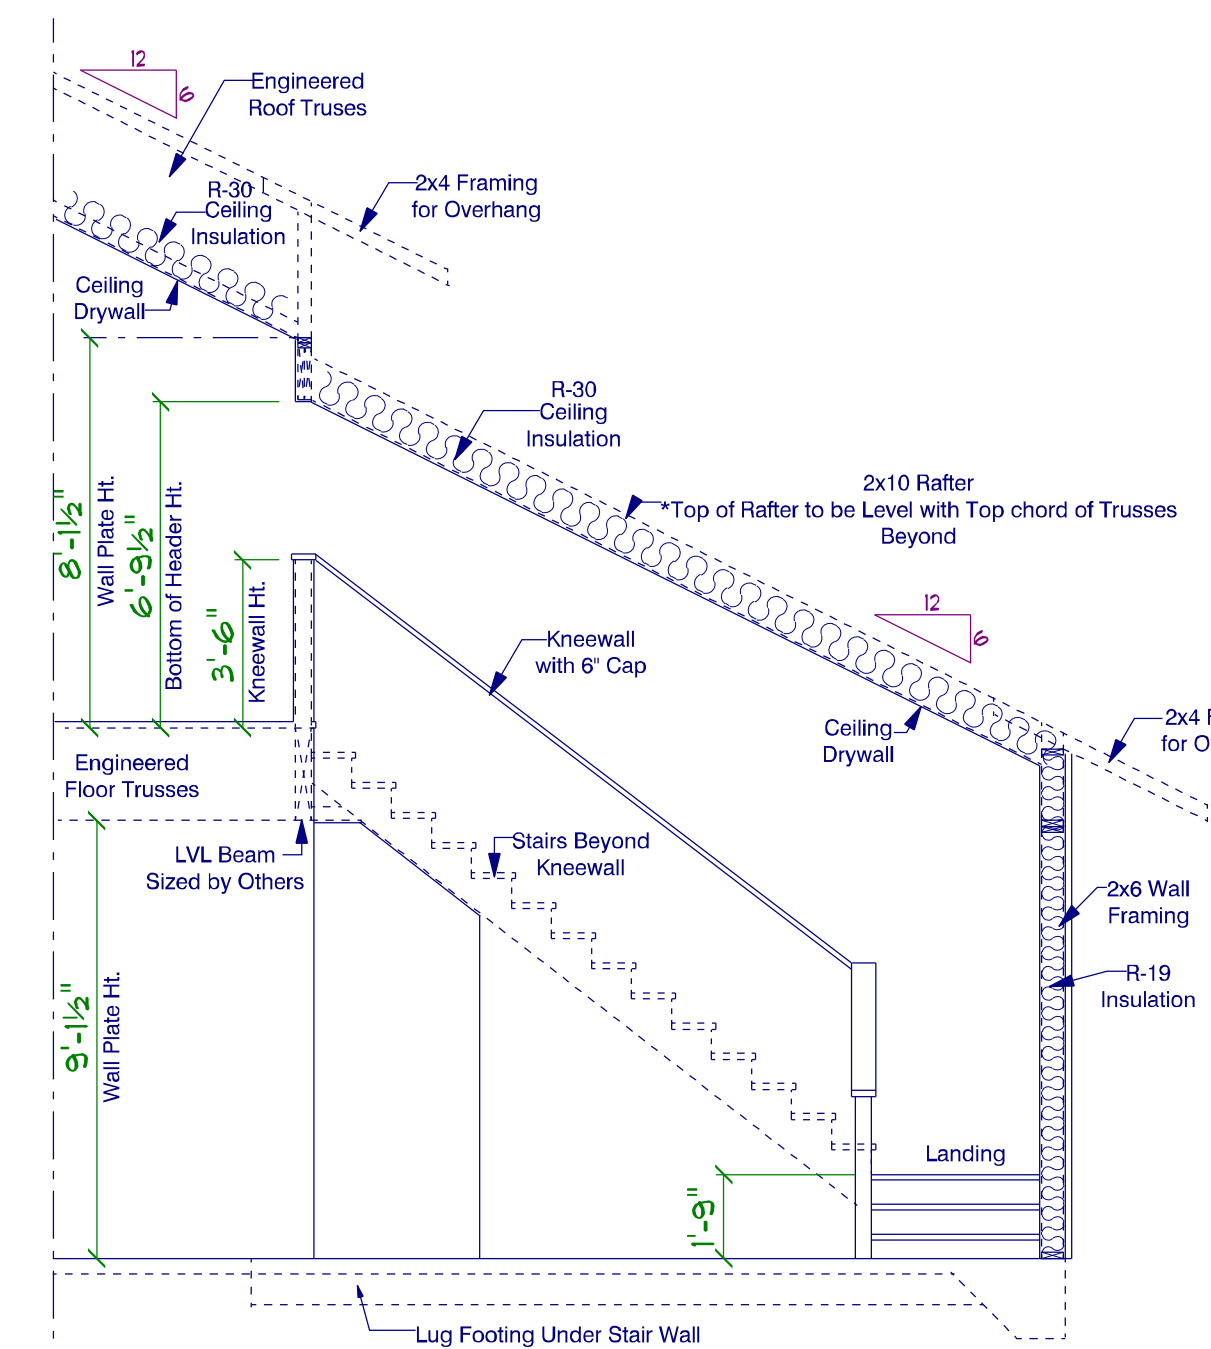 12
6
Engineered
Roof Truses
R-30
Ceiling
Insulation
2x4 Framing
for Overhang
Ceiling
Drywall
R-30
Ceiling
Insulation
2x10 Rafter
*Top of Rafter to be Level with Top chord of Trusses
Beyond
8'-1½"
Wall Plate Ht.
6'-9½"
Bottom of Header Ht.
3'-6"
Kneewall Ht.
12
6
Kneewall
with 6" Cap
Ceiling
Drywall
2x4 F
for O
Engineered
Floor Trusses
LVL Beam
Sized by Others
Stairs Beyond
Kneewall
2x6 Wall
Framing
R-19
Insulation
9'-1½"
Wall Plate Ht.
Landing
1'-9"
Lug Footing Under Stair Wall